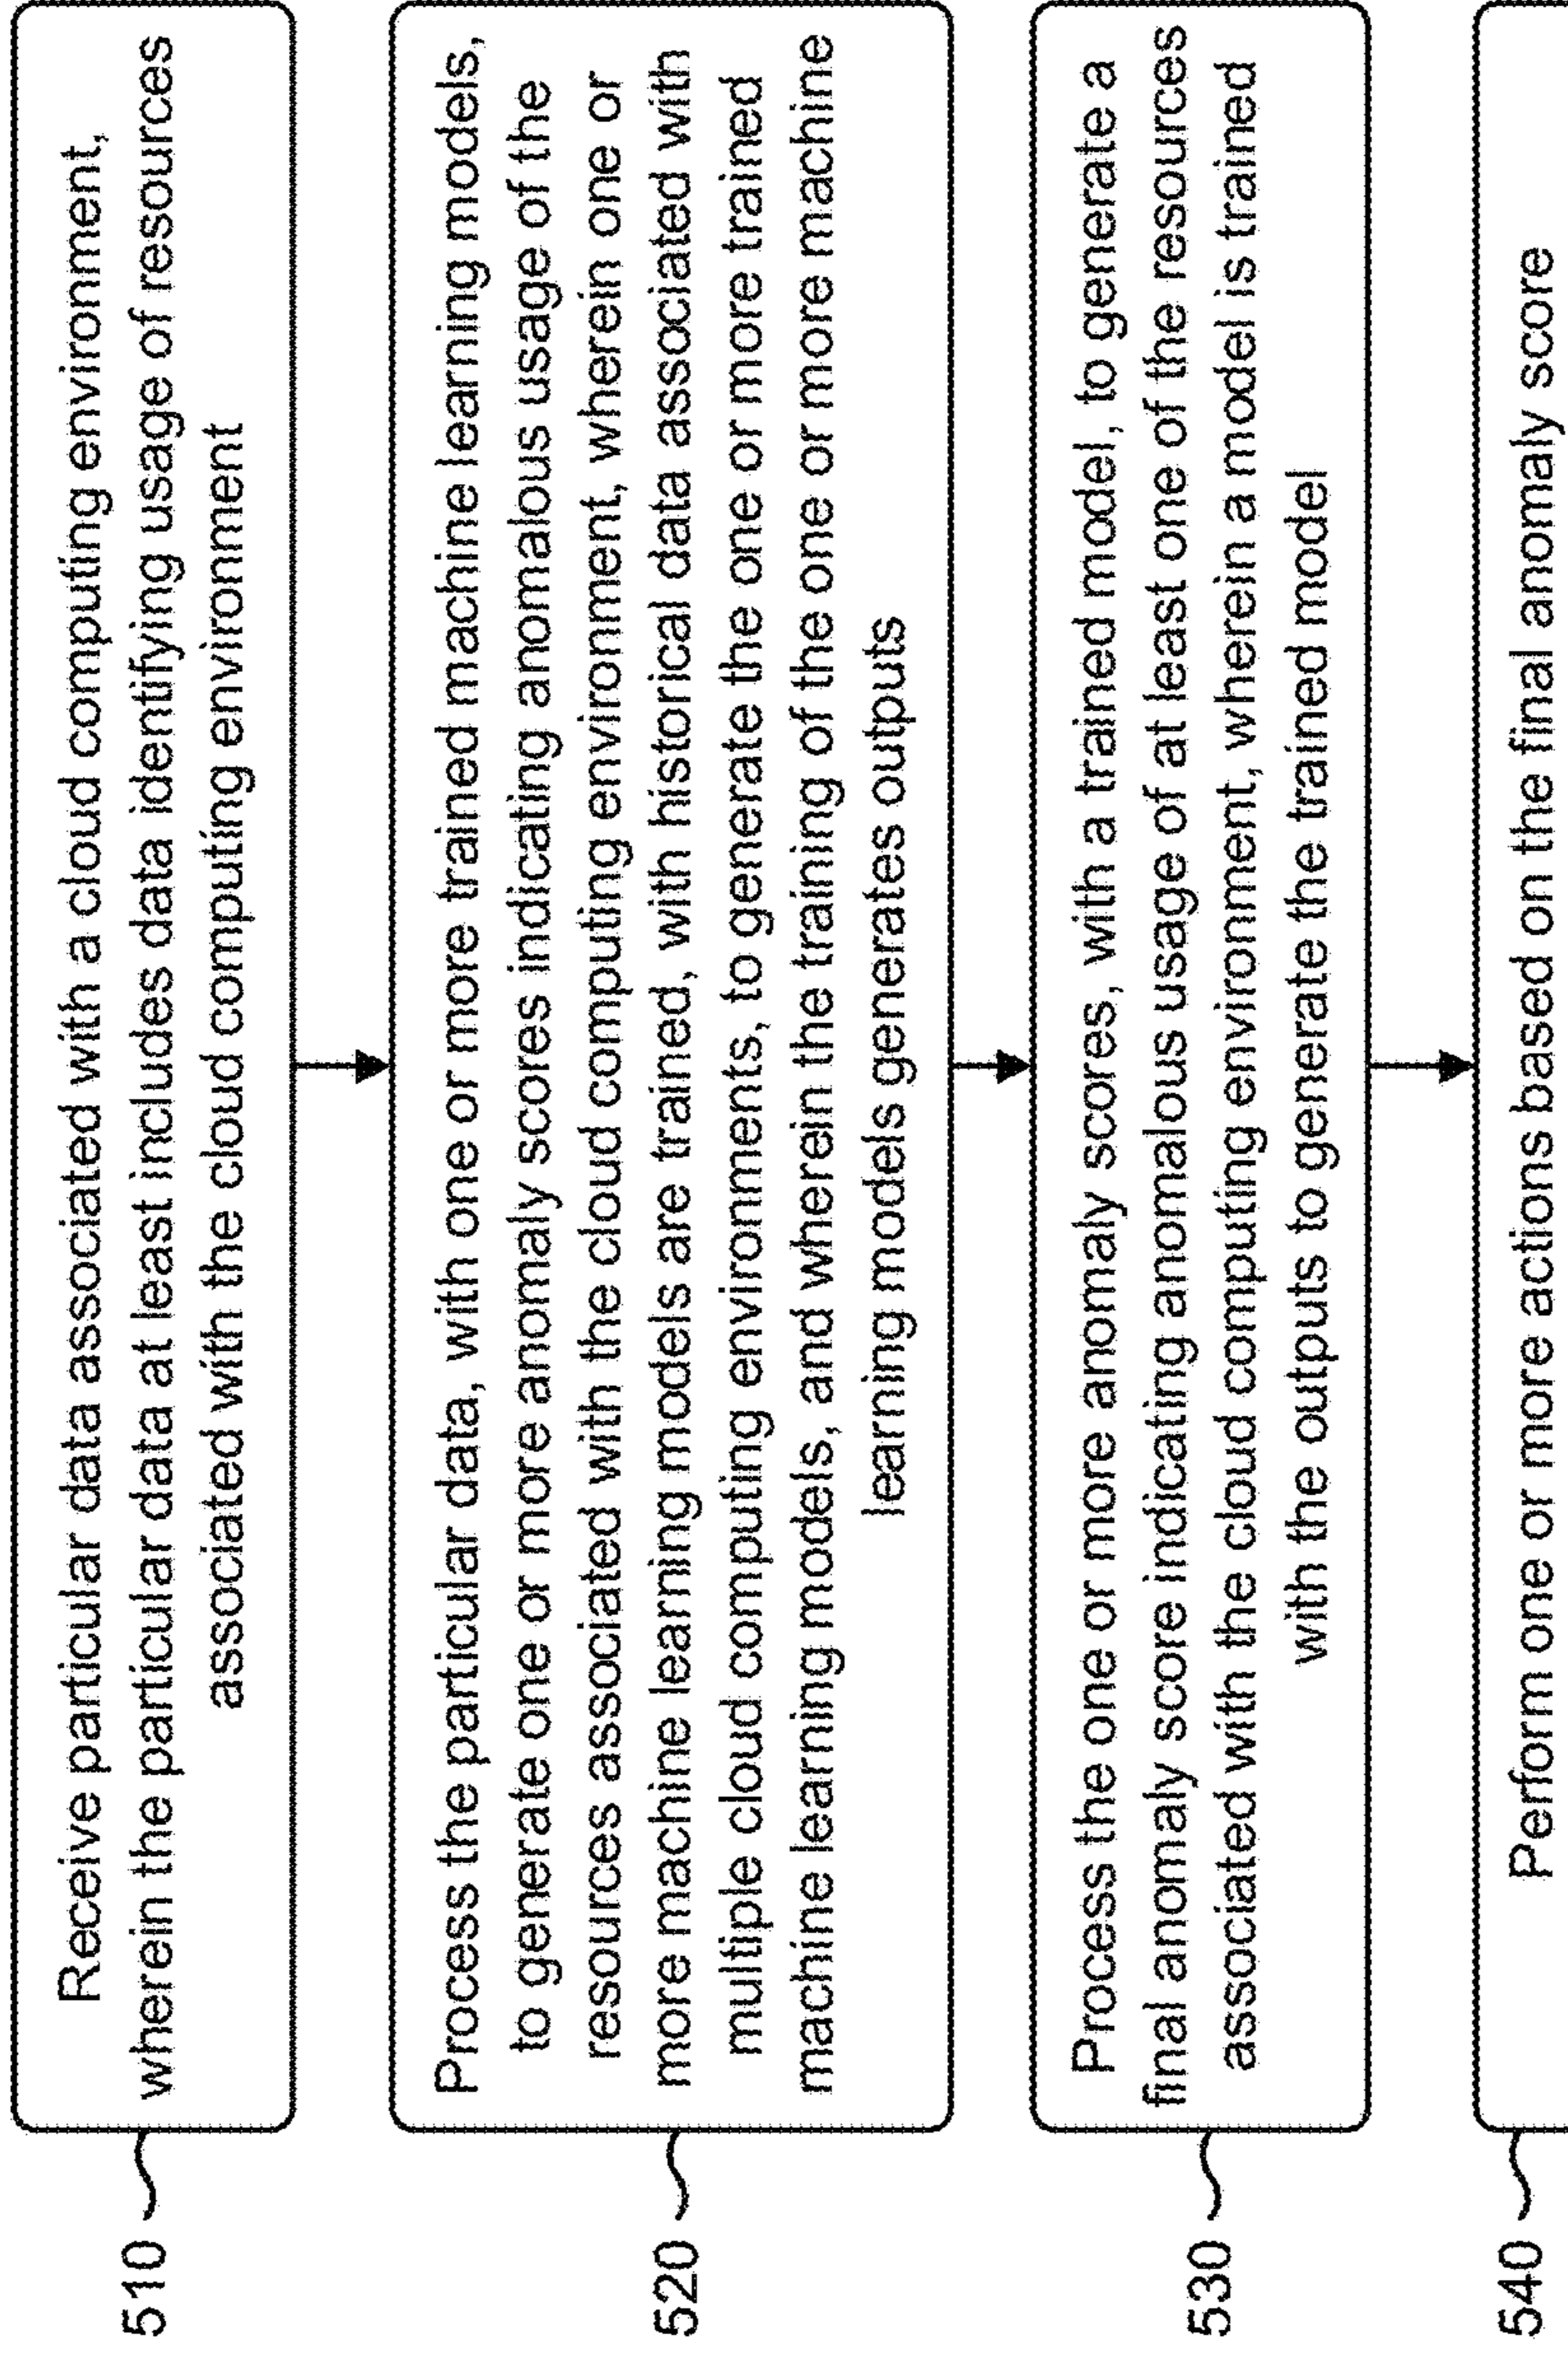 510
Receive particular data associated with a cloud computing environment,
wherein the particular data at least includes data identifying usage of resources
associated with the cloud computing environment
520
Process the particular data, with one or more trained machine learning models,
to generate one or more anomaly scores indicating anomalous usage of the
resources associated with the cloud computing environment, wherein one or
more machine learning models are trained, with historical data associated with
multiple cloud computing environments, to generate the one or more trained
machine learning models, and wherein the training of the one or more machine
learning models generates outputs
530
Process the one or more anomaly scores, with a trained model, to generate a
final anomaly score indicating anomalous usage of at least one of the resources
associated with the cloud computing environment, wherein a model is trained
with the outputs to generate the trained model
540
Perform one or more actions based on the final anomaly score